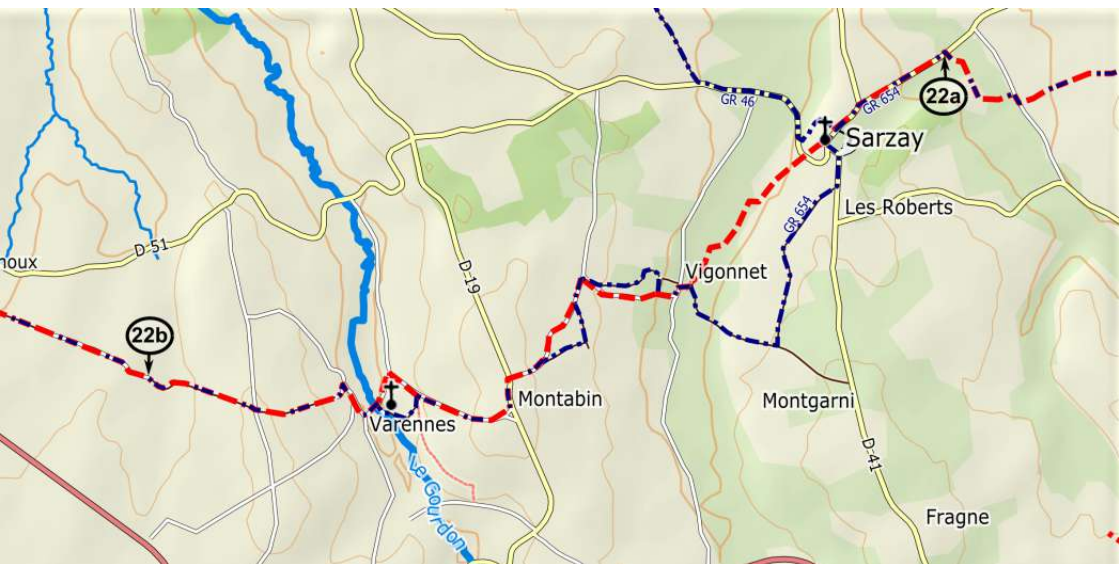 GR 46
GR 654
22a
Sarzay
Les Roberts
GR 654
D 51
noux
D-19
Vigonnet
22b
Montabin
Montgarni
Varennes
D-41
Le Gourdon
Fragne